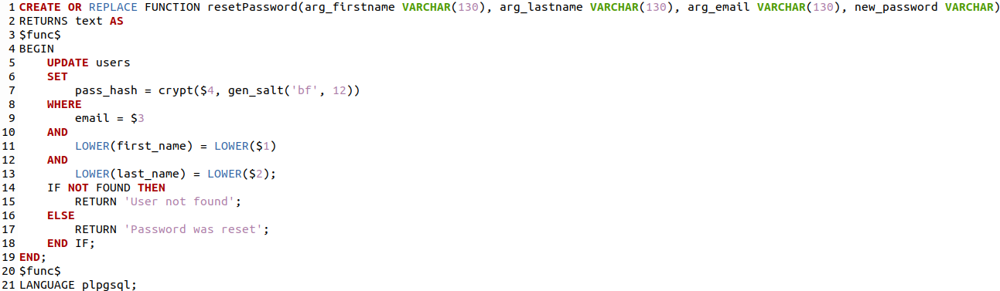 1 CREATE OR REPLACE FUNCTION resetPassword(arg_firstname VARCHAR(130), arg_lastname VARCHAR(130), arg_email VARCHAR(130), new_password VARCHAR)
2 RETURNS text AS
3 $func$
4 BEGIN
5     UPDATE users
6     SET
7         pass_hash = crypt($4, gen_salt('bf', 12))
8     WHERE
9         email = $3
10     AND
11         LOWER(first_name) = LOWER($1)
12     AND
13         LOWER(last_name) = LOWER($2);
14     IF NOT FOUND THEN
15         RETURN 'User not found';
16     ELSE
17         RETURN 'Password was reset';
18     END IF;
19 END;
20 $func$
21 LANGUAGE plpgsql;